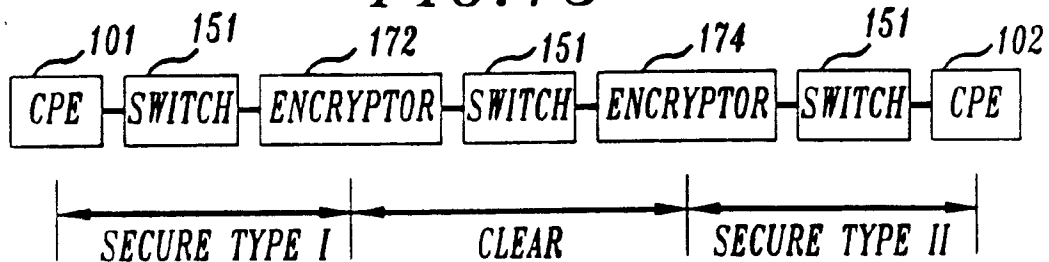 101 151 172 151 174 151 102
CPE SWITCH ENCRYPTOR SWITCH ENCRYPTOR SWITCH CPE
SECURE TYPE I CLEAR SECURE TYPE II